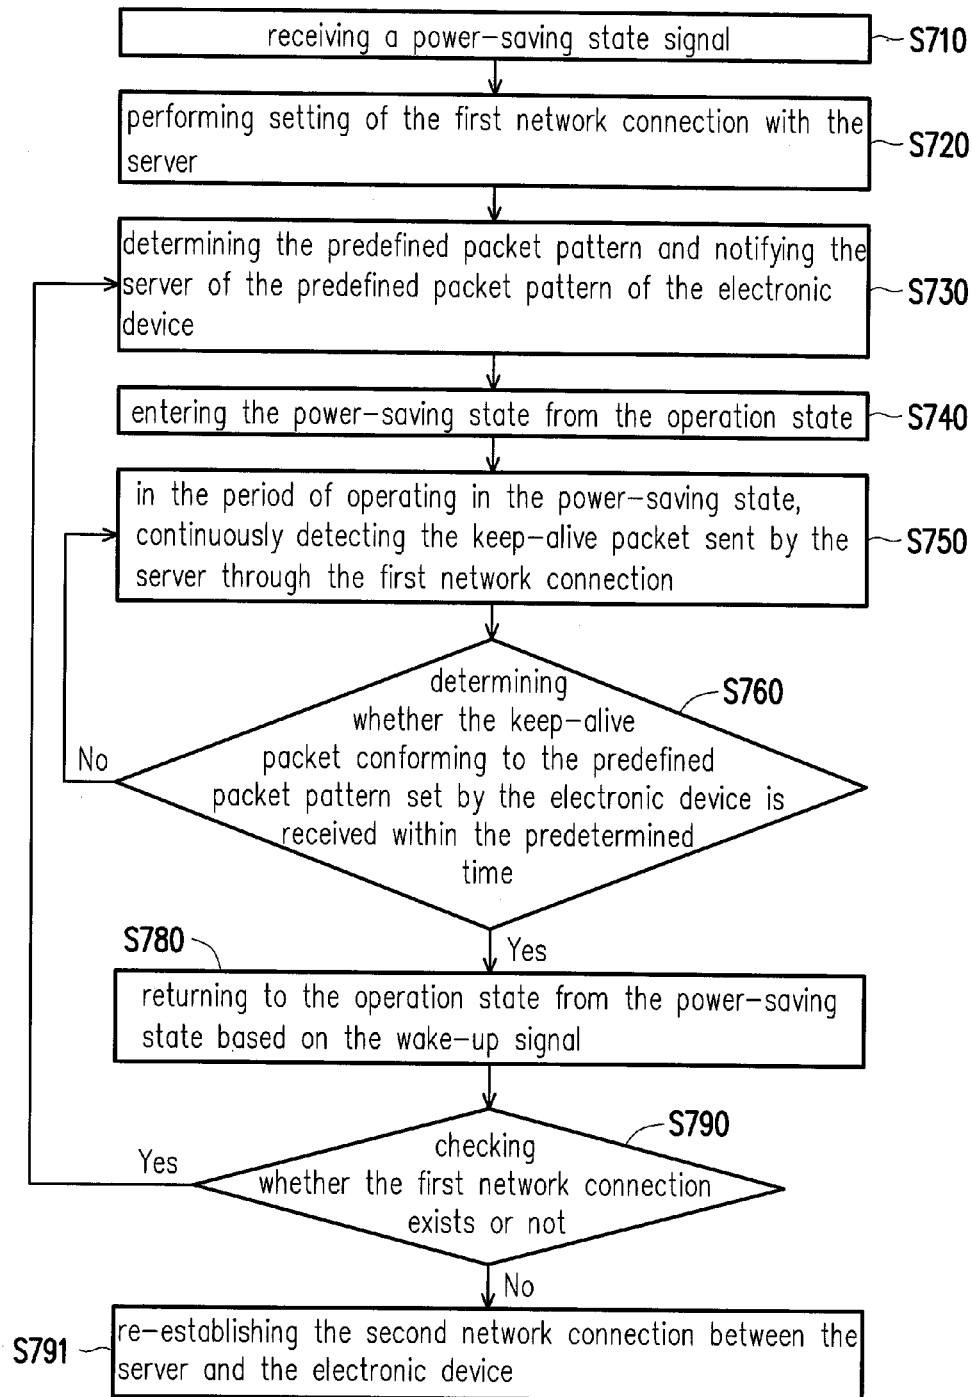 receiving a power-saving state signal
S710
performing setting of the first network connection with the
server
S720
determining the predefined packet pattern and notifying the
server of the predefined packet pattern of the electronic
device
S730
entering the power-saving state from the operation state
S740
in the period of operating in the power-saving state,
continuously detecting the keep-alive packet sent by the
server through the first network connection
S750
determining
whether the keep-alive
packet conforming to the predefined
packet pattern set by the electronic device is
received within the predetermined
time
S760
No
Yes
S780
returning to the operation state from the power-saving
state based on the wake-up signal
S790
checking
whether the first network connection
exists or not
Yes
No
S791
re-establishing the second network connection between the
server and the electronic device